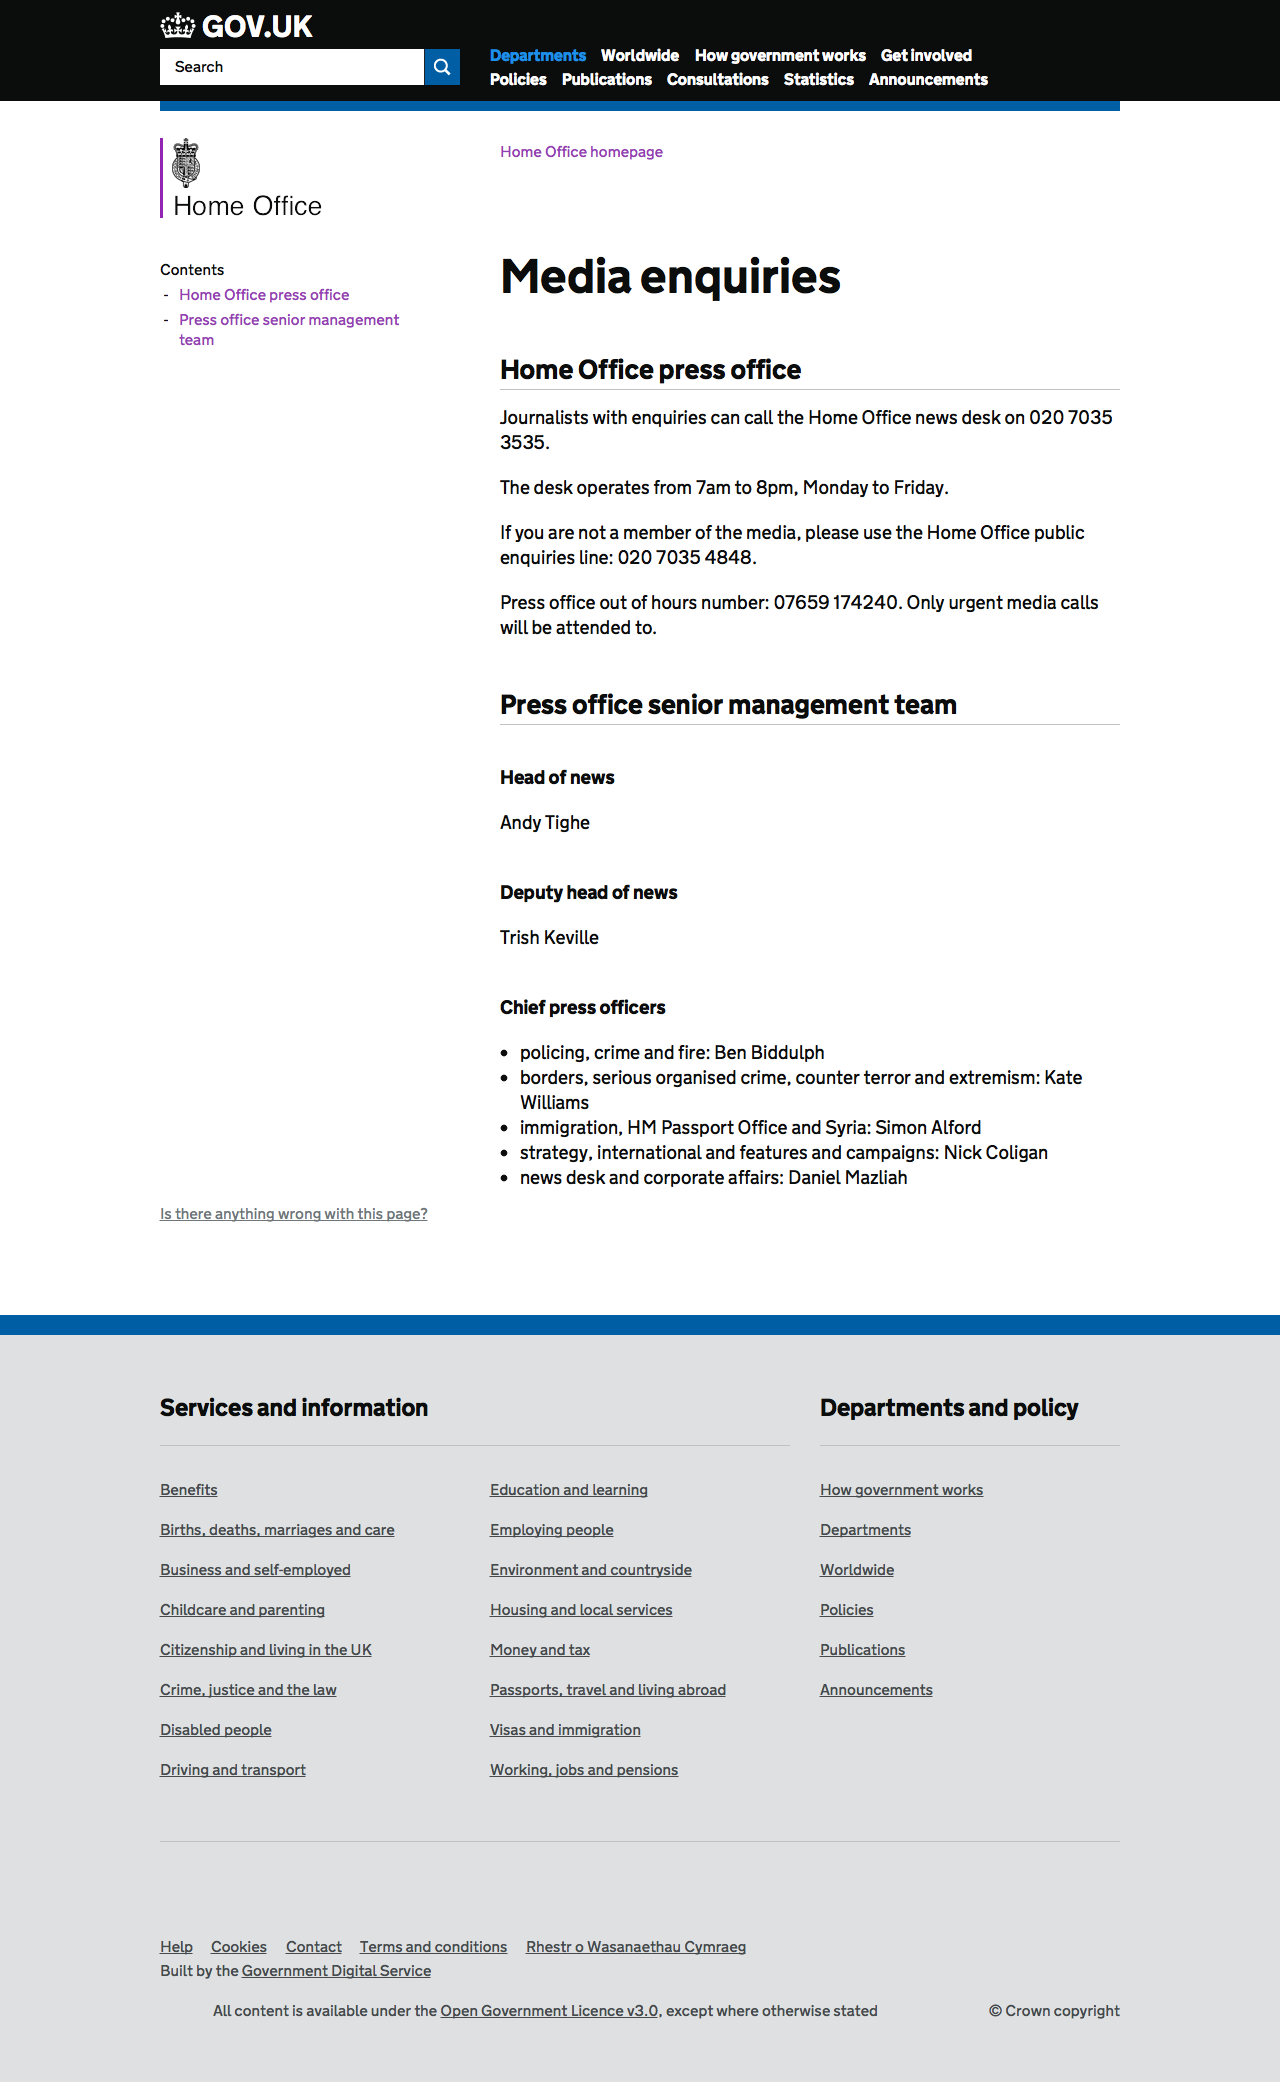 GOV.UK
Search
Departments Worldwide How government works Get involved
Policies Publications Consultations Statistics Announcements
Home Office
Home Office homepage
Contents
- Home Office press office
- Press office senior management
team
Media enquiries
Home Office press office
Journalists with enquiries can call the Home Office news desk on 020 7035
3535.
The desk operates from 7am to 8pm, Monday to Friday.
If you are not a member of the media, please use the Home Office public
enquiries line: 020 7035 4848.
Press office out of hours number: 07659 174240. Only urgent media calls
will be attended to.
Press office senior management team
Head of news
Andy Tighe
Deputy head of news
Trish Keville
Chief press officers
• policing, crime and fire: Ben Biddulph
• borders, serious organised crime, counter terror and extremism: Kate
Williams
• immigration, HM Passport Office and Syria: Simon Alford
• strategy, international and features and campaigns: Nick Coligan
• news desk and corporate affairs: Daniel Mazliah
Is there anything wrong with this page?
Services and information
Benefits
Births, deaths, marriages and care
Business and self-employed
Childcare and parenting
Citizenship and living in the UK
Crime, justice and the law
Disabled people
Driving and transport
Education and learning
Employing people
Environment and countryside
Housing and local services
Money and tax
Passports, travel and living abroad
Visas and immigration
Working, jobs and pensions
Departments and policy
How government works
Departments
Worldwide
Policies
Publications
Announcements
Help Cookies Contact Terms and conditions Rhestr o Wasanaethau Cymraeg
Built by the Government Digital Service
All content is available under the Open Government Licence v3.0, except where otherwise stated
© Crown copyright